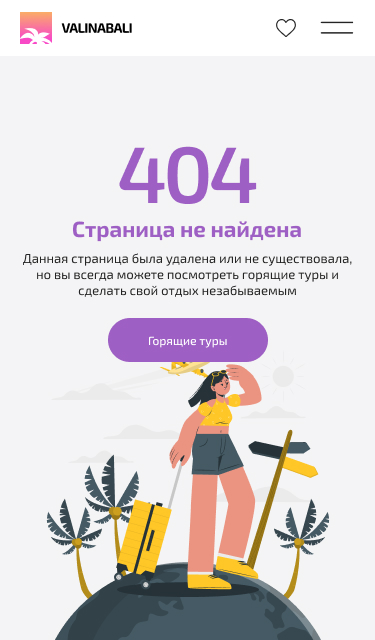 VALINABALI
404
Страница не найдена
Данная страница была удалена или не существовала,
но вы всегда можете посмотреть горящие туры и
сделать свой отдых незабываемым
Горящие туры